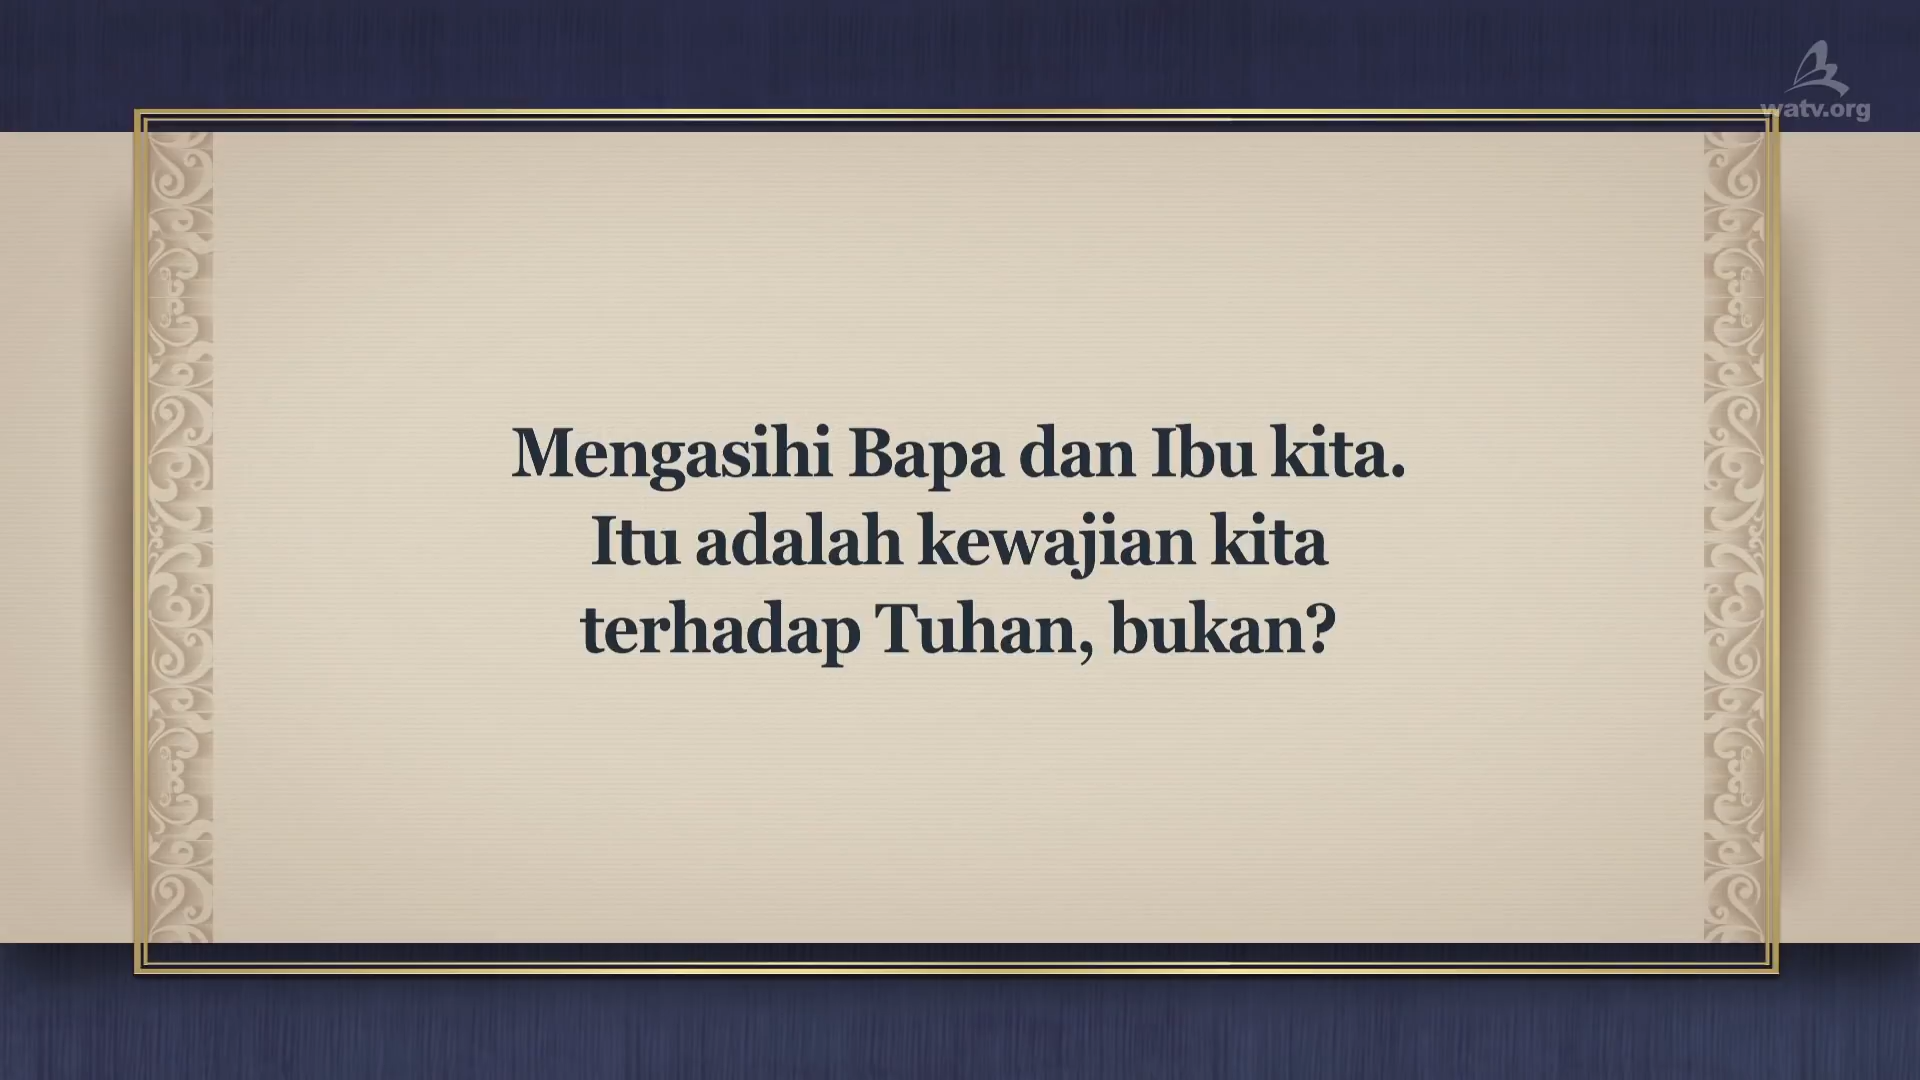 watv.org
Mengasihi Bapa dan Ibu kita.
Itu adalah kewajian kita
terhadap Tuhan, bukan?